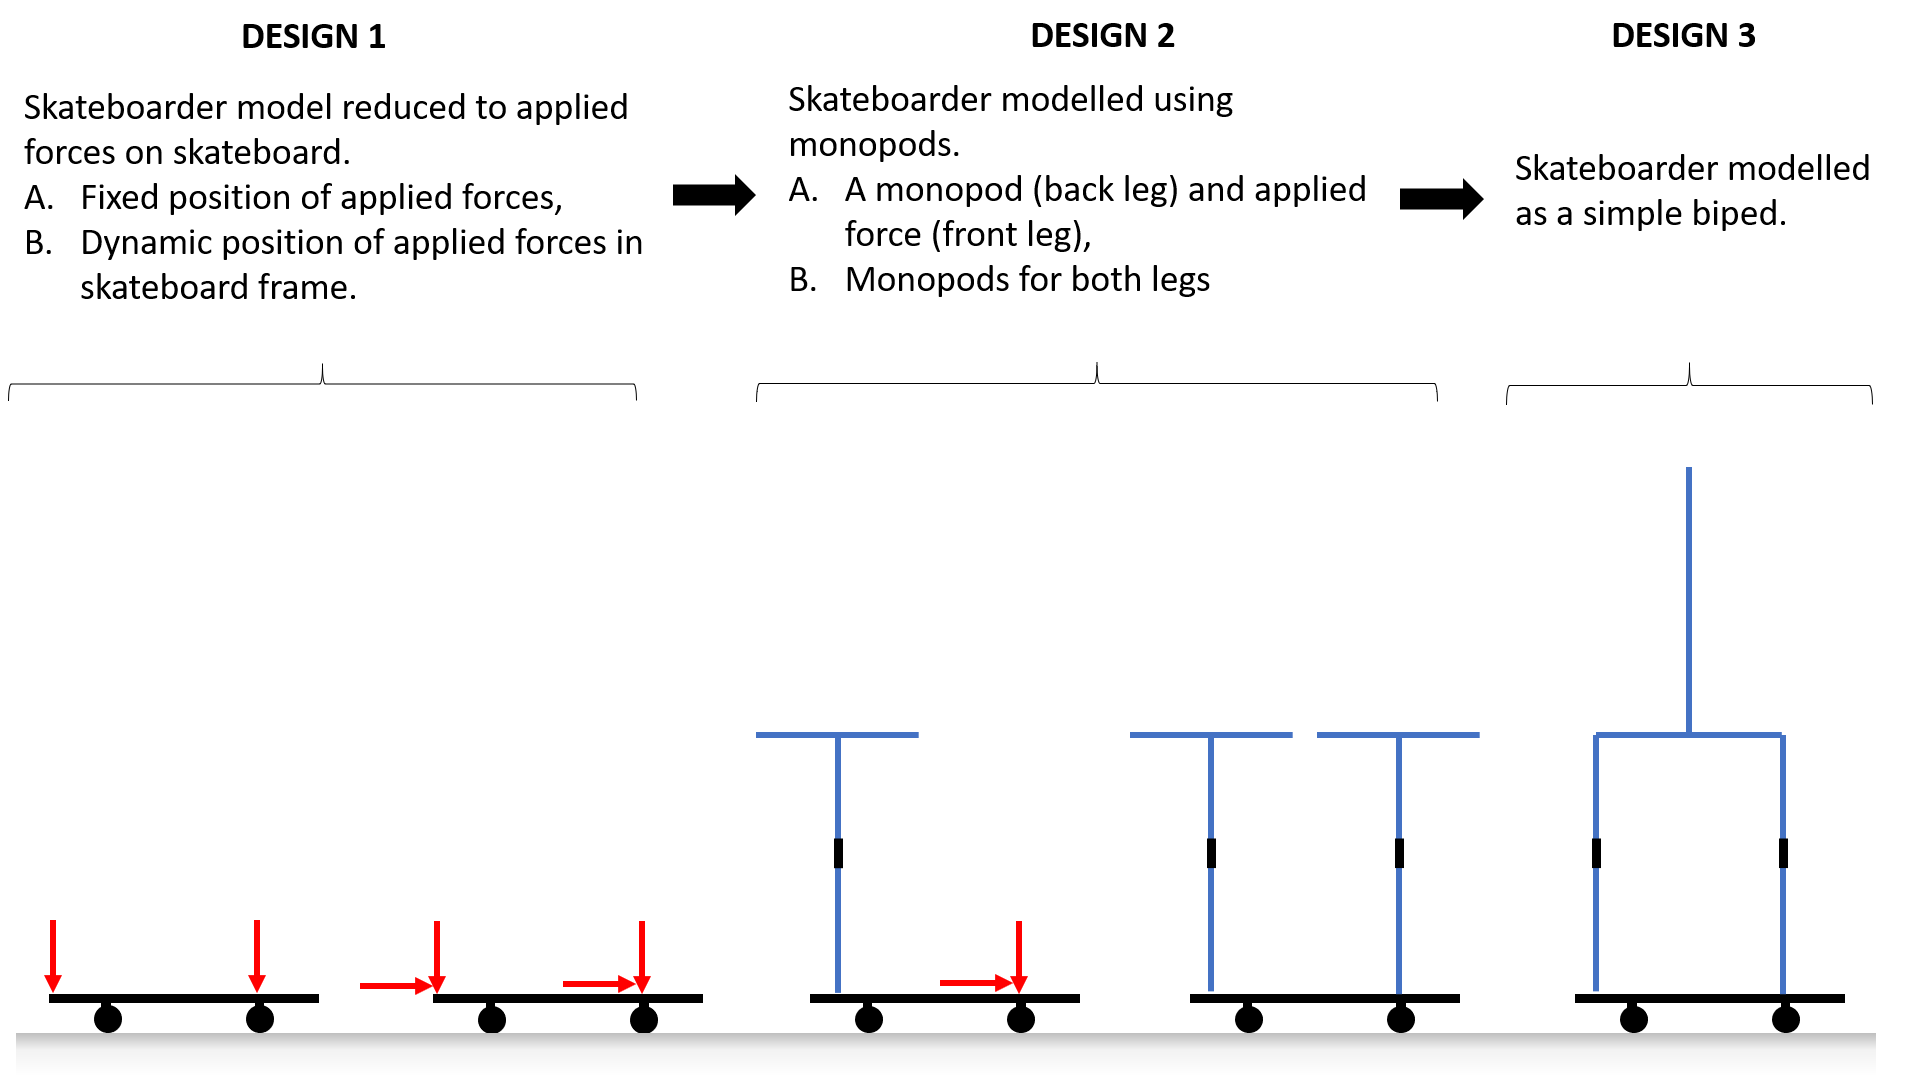 DESIGN 1
Skateboarder model reduced to applied
forces on skateboard.
A. Fixed position of applied forces,
B. Dynamic position of applied forces in
skateboard frame.
DESIGN 2
Skateboarder modelled using
monopods.
A. A monopod (back leg) and applied
force (front leg),
B. Monopods for both legs
DESIGN 3
Skateboarder modelled
as a simple biped.